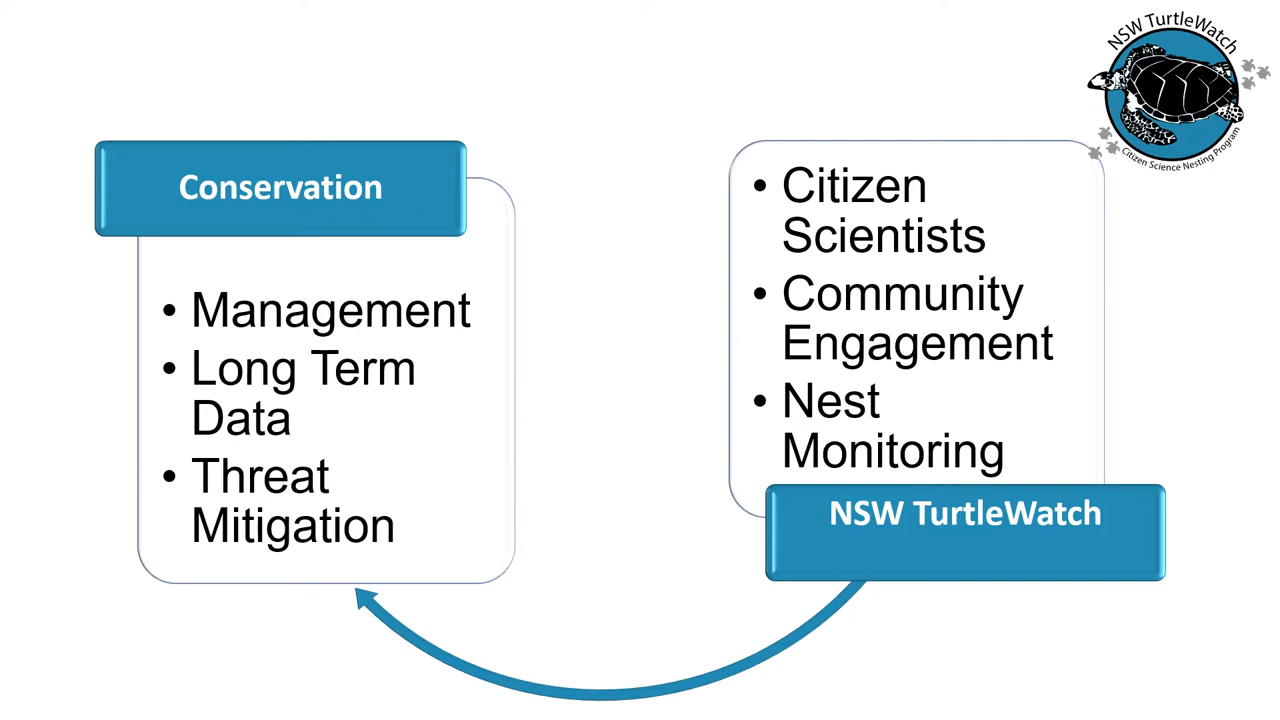 NSW TurtleWatch
Citizen Science Nesting Program
Conservation
• Management
• Long Term
Data
• Threat
Mitigation
• Citizen
Scientists
• Community
Engagement
• Nest
Monitoring
NSW TurtleWatch